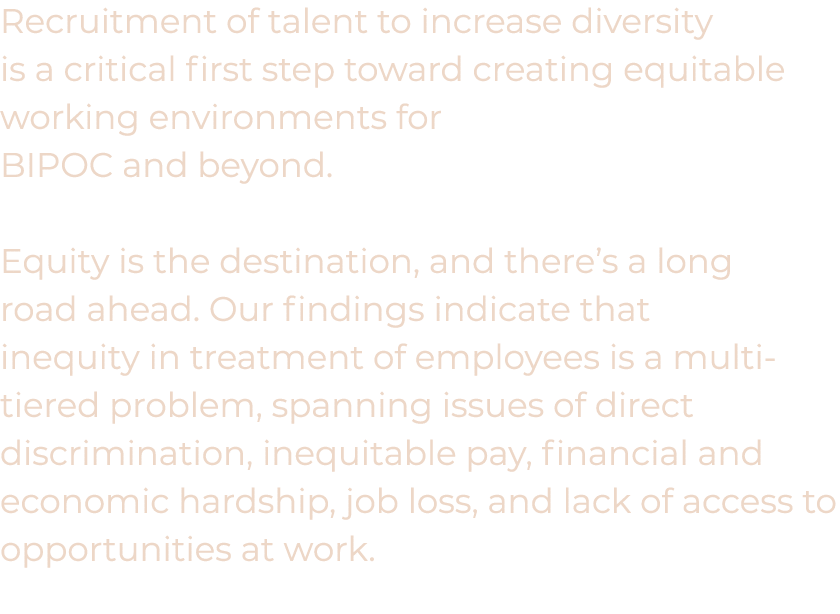 Recruitment of talent to increase diversity
is a critical first step toward creating equitable
working environments for
BIPOC and beyond.
Equity is the destination, and there’s a long
road ahead. Our findings indicate that
inequity in treatment of employees is a multi-
tiered problem, spanning issues of direct
discrimination, inequitable pay, financial and
economic hardship, job loss, and lack of access to
opportunities at work.